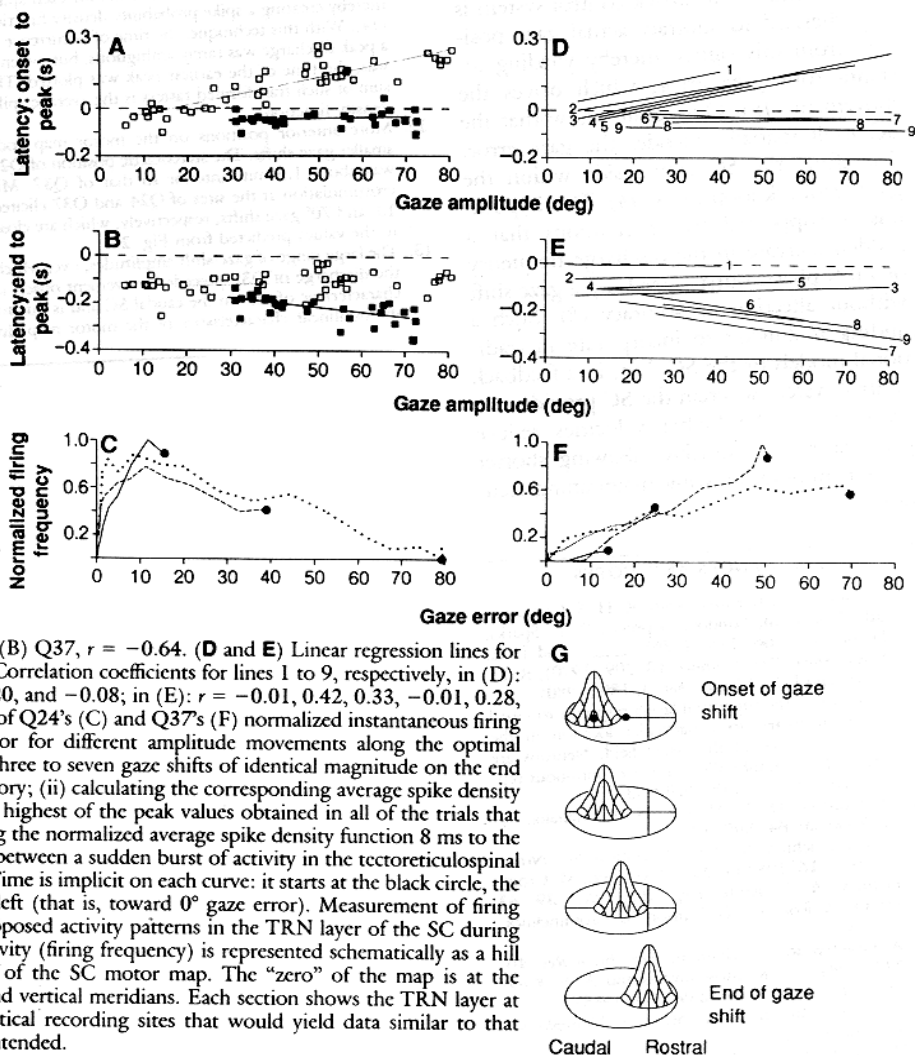 A
Latency: onset to
peak (s)
0.3
0
−0.2
0 10 20 30 40 50 60 70 80
Gaze amplitude (deg)
D
0.3
0
−0.2
1
2
3
4 5 9
6 7
8
8
7
9
0 10 20 30 40 50 60 70 80
B
Latency:end to
peak (s)
0
−0.2
−0.4
0 10 20 30 40 50 60 70 80
Gaze amplitude (deg)
E
0
−0.2
−0.4
1
2
4
5
3
6
8
9
7
0 10 20 30 40 50 60 70 80
C
Normalized firing
frequency
1.0
0.6
0.2
0 10 20 30 40 50 60 70 80
Gaze error (deg)
F
1.0
0.6
0.2
0 10 20 30 40 50 60 70 80
(B) Q37, r = −0.64. (D and E) Linear regression lines for
Correlation coefficients for lines 1 to 9, respectively, in (D):
0, and −0.08; in (E): r = −0.01, 0.42, 0.33, −0.01, 0.28,
of Q24's (C) and Q37's (F) normalized instantaneous firing
or for different amplitude movements along the optimal
hree to seven gaze shifts of identical magnitude on the end
ory; (ii) calculating the corresponding average spike density
highest of the peak values obtained in all of the trials that
g the normalized average spike density function 8 ms to the
between a sudden burst of activity in the tectoreticulospinal
ime is implicit on each curve: it starts at the black circle, the
eft (that is, toward 0° gaze error). Measurement of firing
posed activity patterns in the TRN layer of the SC during
vity (firing frequency) is represented schematically as a hill
of the SC motor map. The "zero" of the map is at the
d vertical meridians. Each section shows the TRN layer at
tical recording sites that would yield data similar to that
tended.
G
Onset of gaze
shift
End of gaze
shift
Caudal Rostral